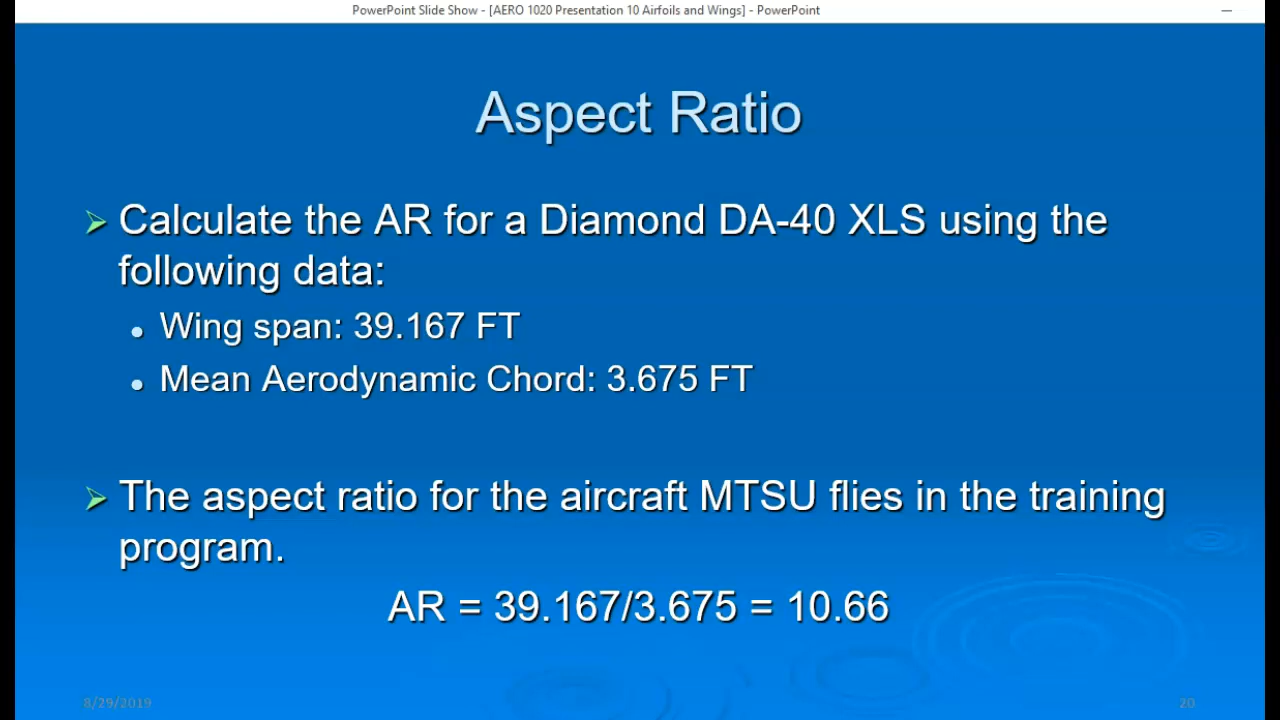 PowerPoint Slide Show - [AERO 1020 Presentation 10 Airfoils and Wings] - PowerPoint
Aspect Ratio
Calculate the AR for a Diamond DA-40 XLS using the
following data:
Wing span: 39.167 FT
Mean Aerodynamic Chord: 3.675 FT
The aspect ratio for the aircraft MTSU flies in the training
program.
AR = 39.167/3.675 = 10.66
8/29/2019
20